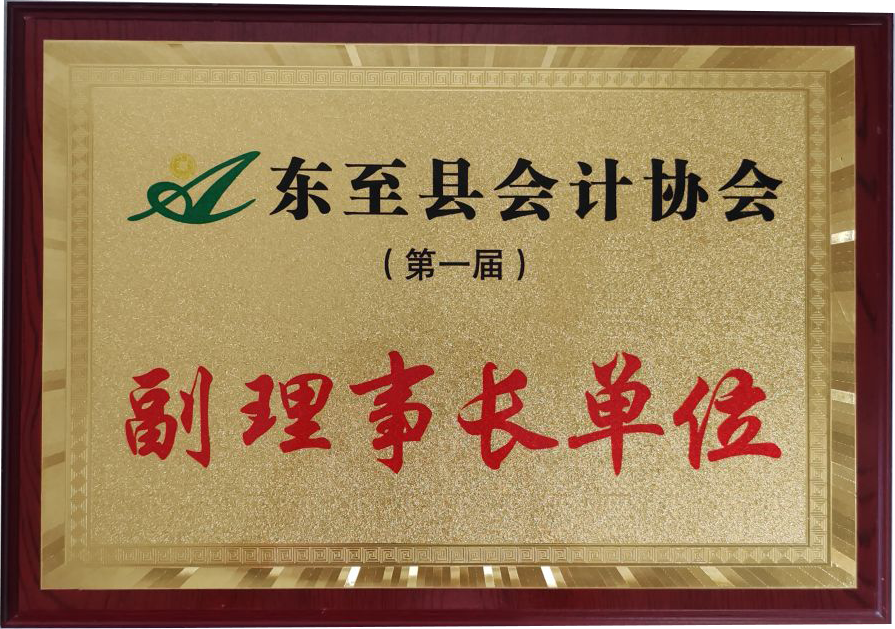 东至县会计协会
（第一届）
副理事长单位